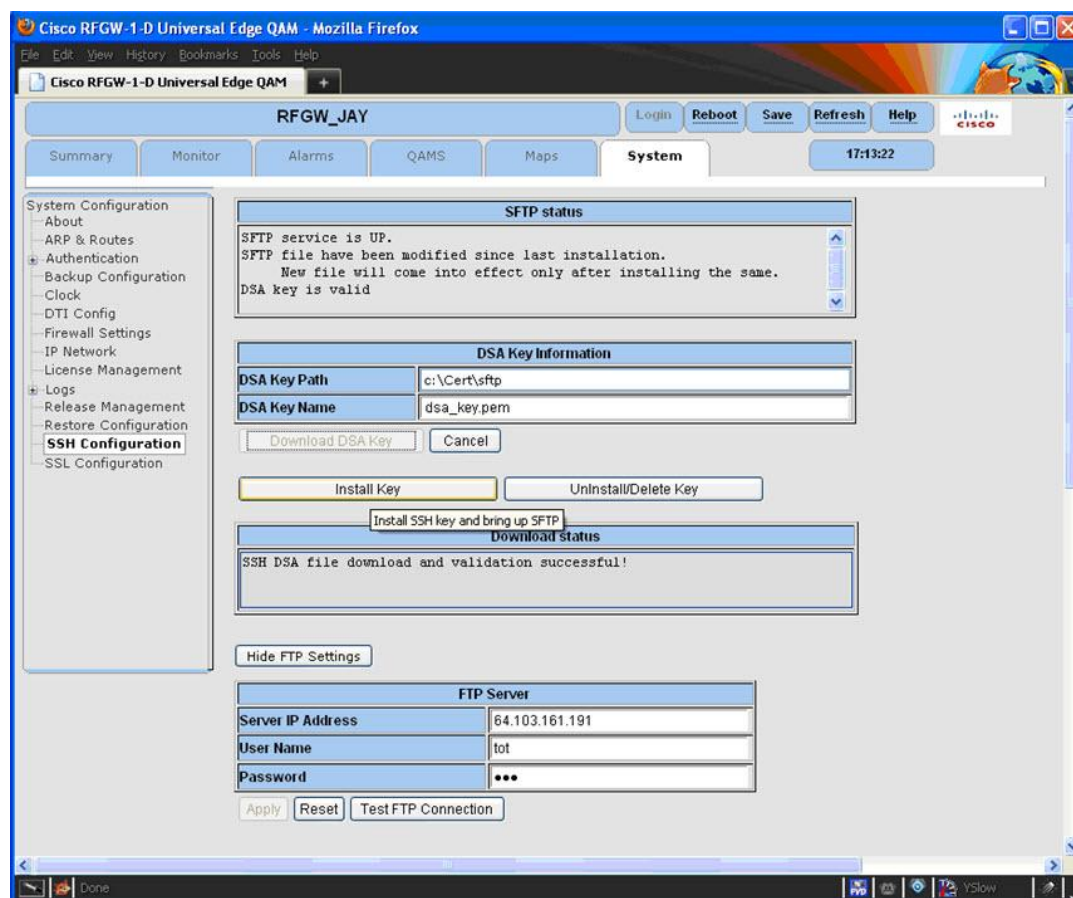 Cisco RFGW-1-D Universal Edge QAM - Mozilla Firefox
File Edit View History Bookmarks Tools Help
Cisco RFGW-1-D Universal Edge QAM +
RFGW_JAY
Login Reboot Save Refresh Help
cisco
Summary Monitor Alarms QAMS Maps System
17:13:22
System Configuration
About
ARP & Routes
Authentication
Backup Configuration
Clock
DTI Config
Firewall Settings
IP Network
License Management
Logs
Release Management
Restore Configuration
SSH Configuration
SSL Configuration
SFTP status
SFTP service is UP.
SFTP file have been modified since last installation.
New file will come into effect only after installing the same.
DSA key is valid
DSA Key Information
DSA Key Path c:\Cert\sftp
DSA Key Name dsa_key.pem
Download DSA Key Cancel
Install Key UnInstall/Delete Key
Install SSH key and bring up SFTP
Download status
SSH DSA file download and validation successful!
Hide FTP Settings
FTP Server
Server IP Address 64.103.161.191
User Name tot
Password •••
Apply Reset Test FTP Connection
Done
YSlow